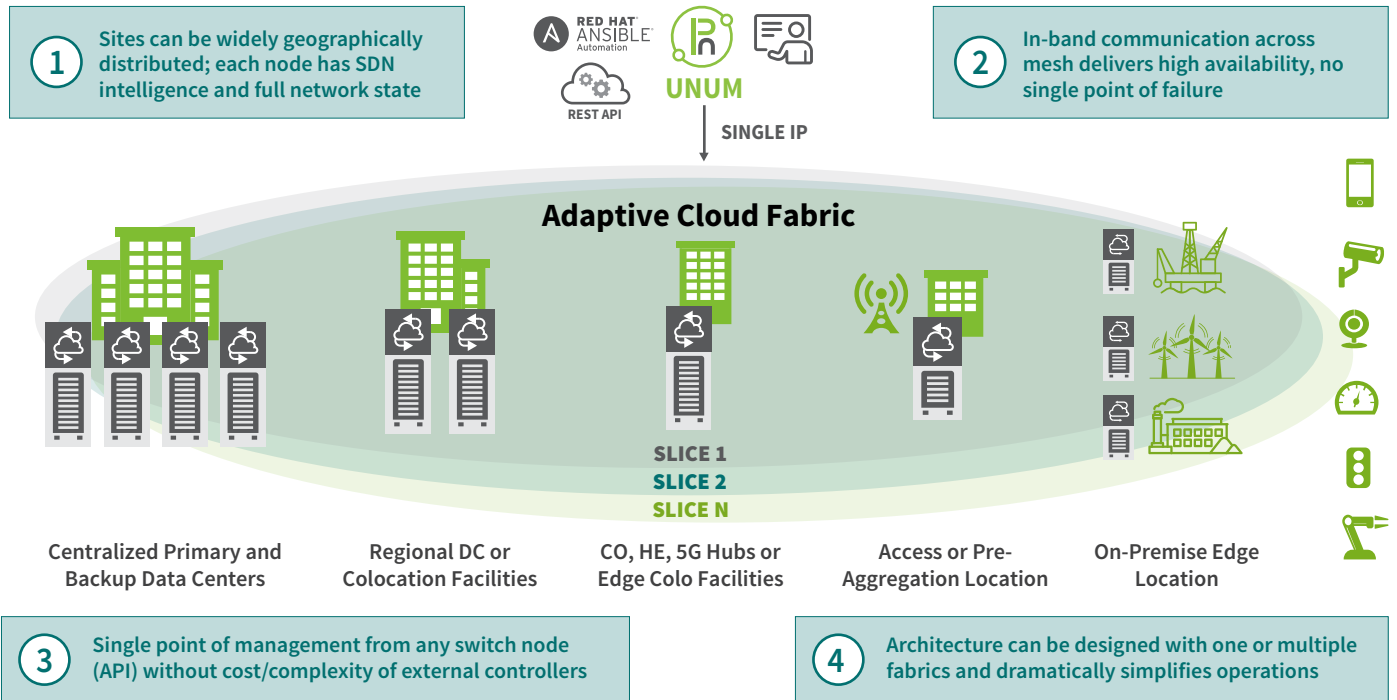 1
Sites can be widely geographically
distributed; each node has SDN
intelligence and full network state
RED HAT®
ANSIBLE®
Automation
REST API
Pn
UNUM
SINGLE IP
2
In-band communication across
mesh delivers high availability, no
single point of failure
Adaptive Cloud Fabric
SLICE 1
SLICE 2
SLICE N
Centralized Primary and
Backup Data Centers
Regional DC or
Colocation Facilities
CO, HE, 5G Hubs or
Edge Colo Facilities
Access or Pre-
Aggregation Location
On-Premise Edge
Location
3
Single point of management from any switch node
(API) without cost/complexity of external controllers
4
Architecture can be designed with one or multiple
fabrics and dramatically simplifies operations